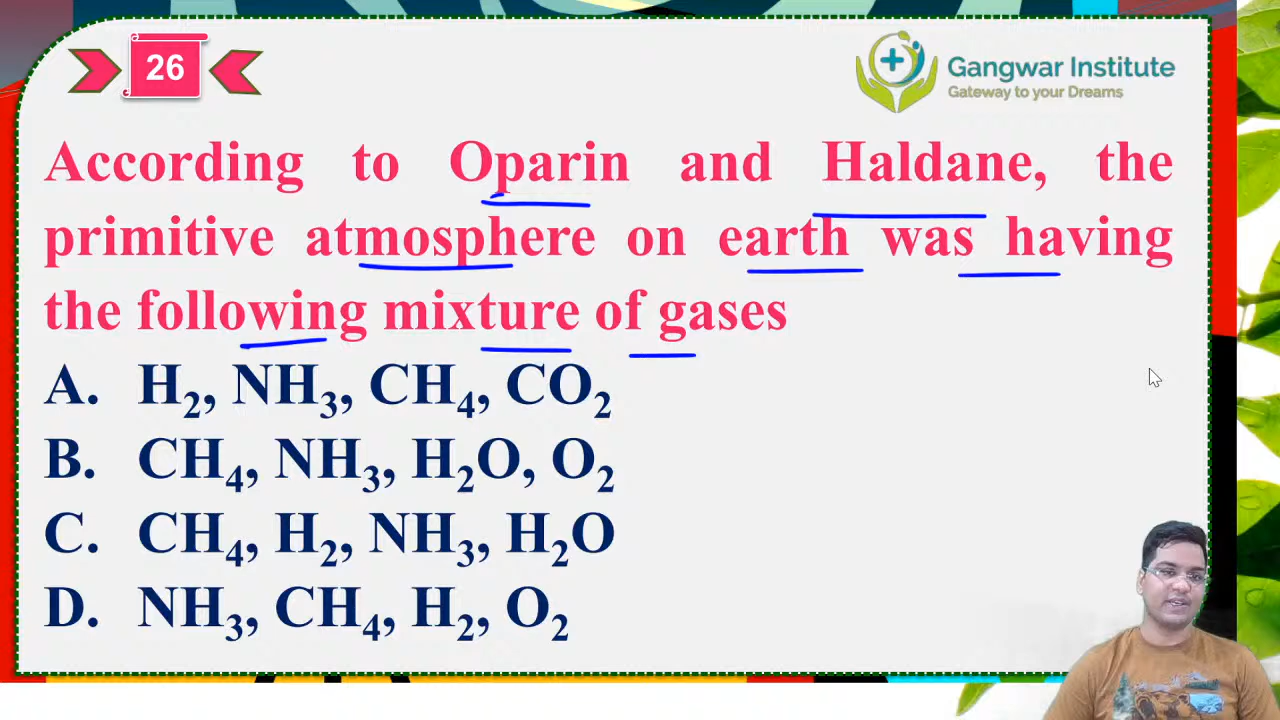 26
Gangwar Institute
Gateway to your Dreams
According to Oparin and Haldane, the
primitive atmosphere on earth was having
the following mixture of gases
A. H₂, NH₃, CH₄, CO₂
B. CH₄, NH₃, H₂O, O₂
C. CH₄, H₂, NH₃, H₂O
D. NH₃, CH₄, H₂, O₂